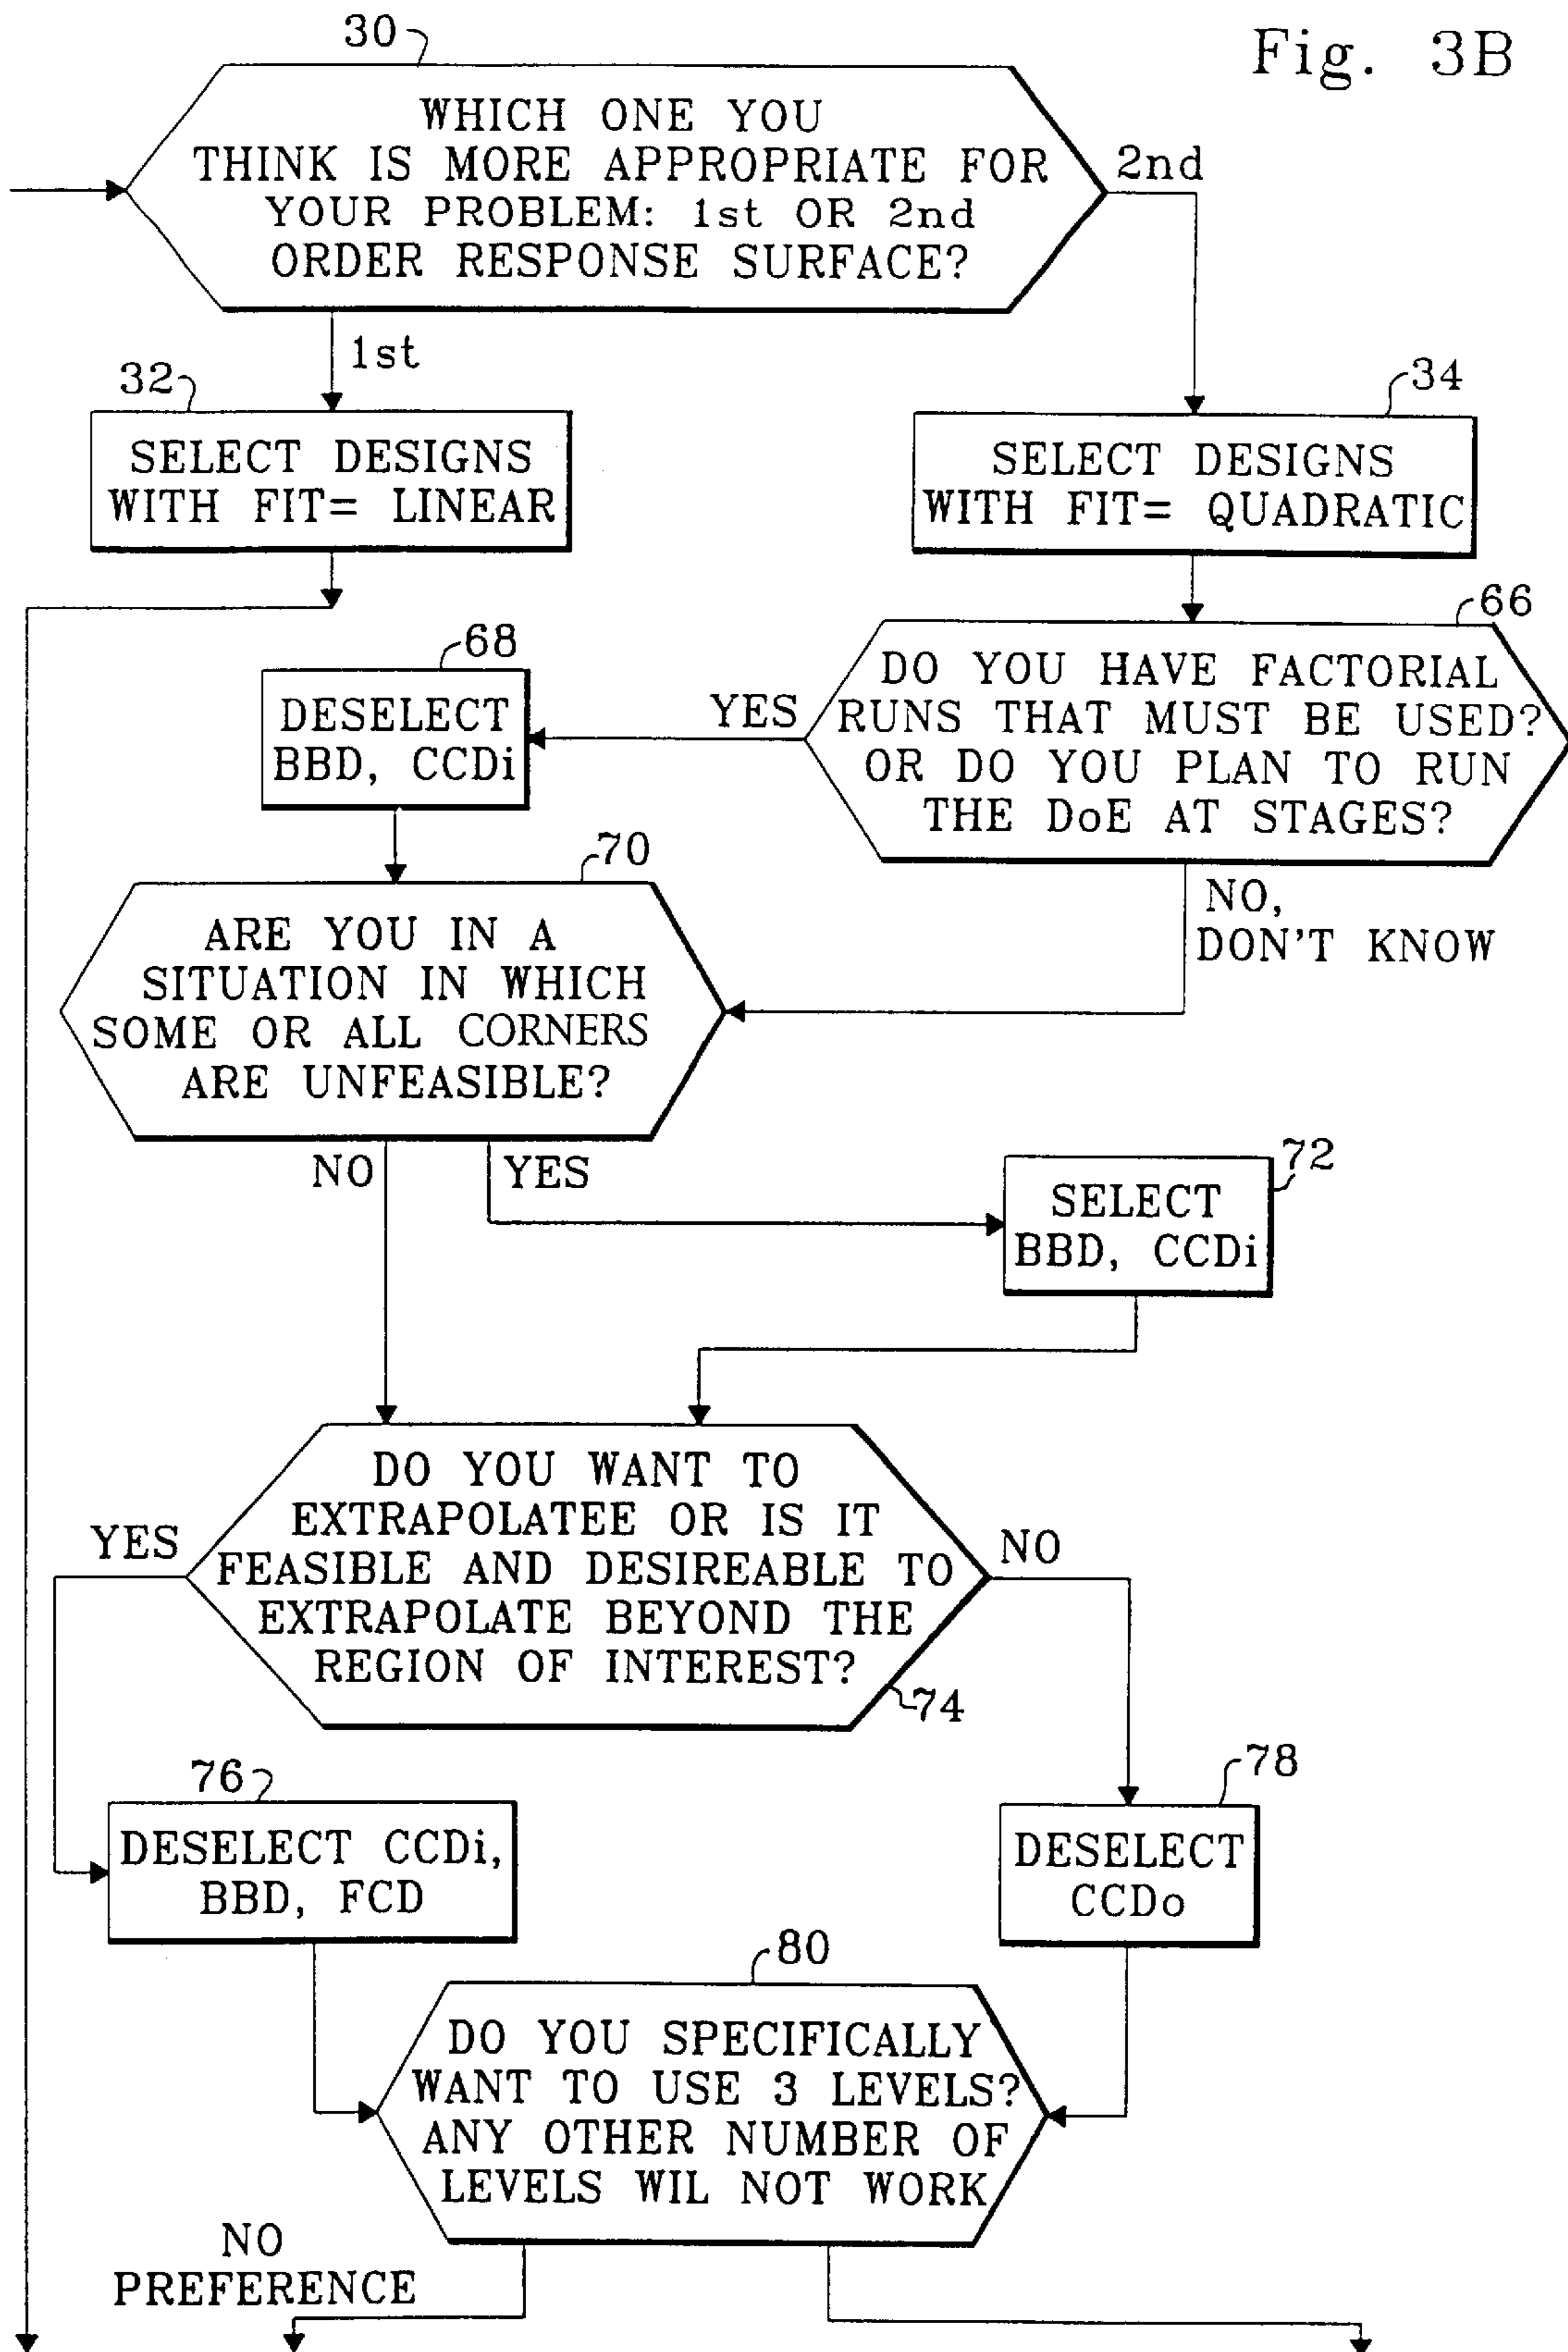 Fig. 3B
30
WHICH ONE YOU
THINK IS MORE APPROPRIATE FOR
YOUR PROBLEM: 1st OR 2nd
ORDER RESPONSE SURFACE?
2nd
1st
32
SELECT DESIGNS
WITH FIT= LINEAR
34
SELECT DESIGNS
WITH FIT= QUADRATIC
66
DO YOU HAVE FACTORIAL
RUNS THAT MUST BE USED?
OR DO YOU PLAN TO RUN
THE DoE AT STAGES?
YES
68
DESELECT
BBD, CCDi
NO,
DON'T KNOW
70
ARE YOU IN A
SITUATION IN WHICH
SOME OR ALL CORNERS
ARE UNFEASIBLE?
NO
YES
72
SELECT
BBD, CCDi
DO YOU WANT TO
EXTRAPOLATEE OR IS IT
FEASIBLE AND DESIREABLE TO
EXTRAPOLATE BEYOND THE
REGION OF INTEREST?
74
YES
NO
76
DESELECT CCDi,
BBD, FCD
78
DESELECT
CCDo
80
DO YOU SPECIFICALLY
WANT TO USE 3 LEVELS?
ANY OTHER NUMBER OF
LEVELS WIL NOT WORK
NO
PREFERENCE